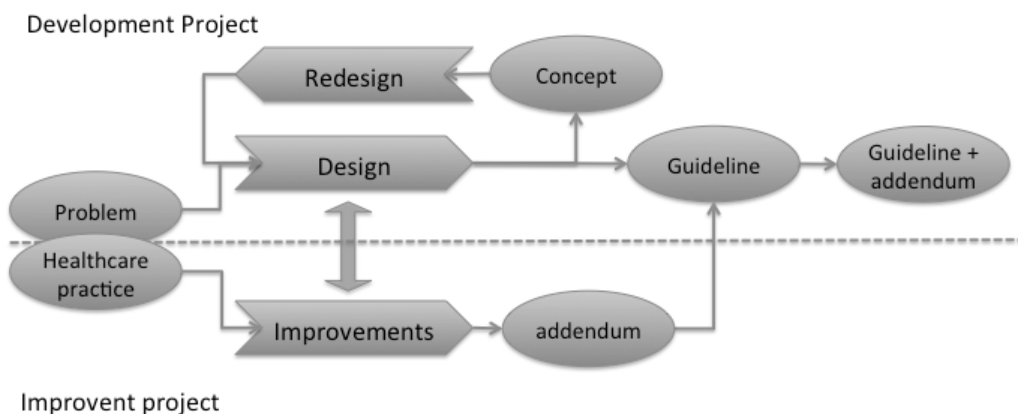 Development Project
Redesign
Concept
Design
Guideline
Guideline +
addendum
Problem
Healthcare
practice
Improvements
addendum
Improvent project